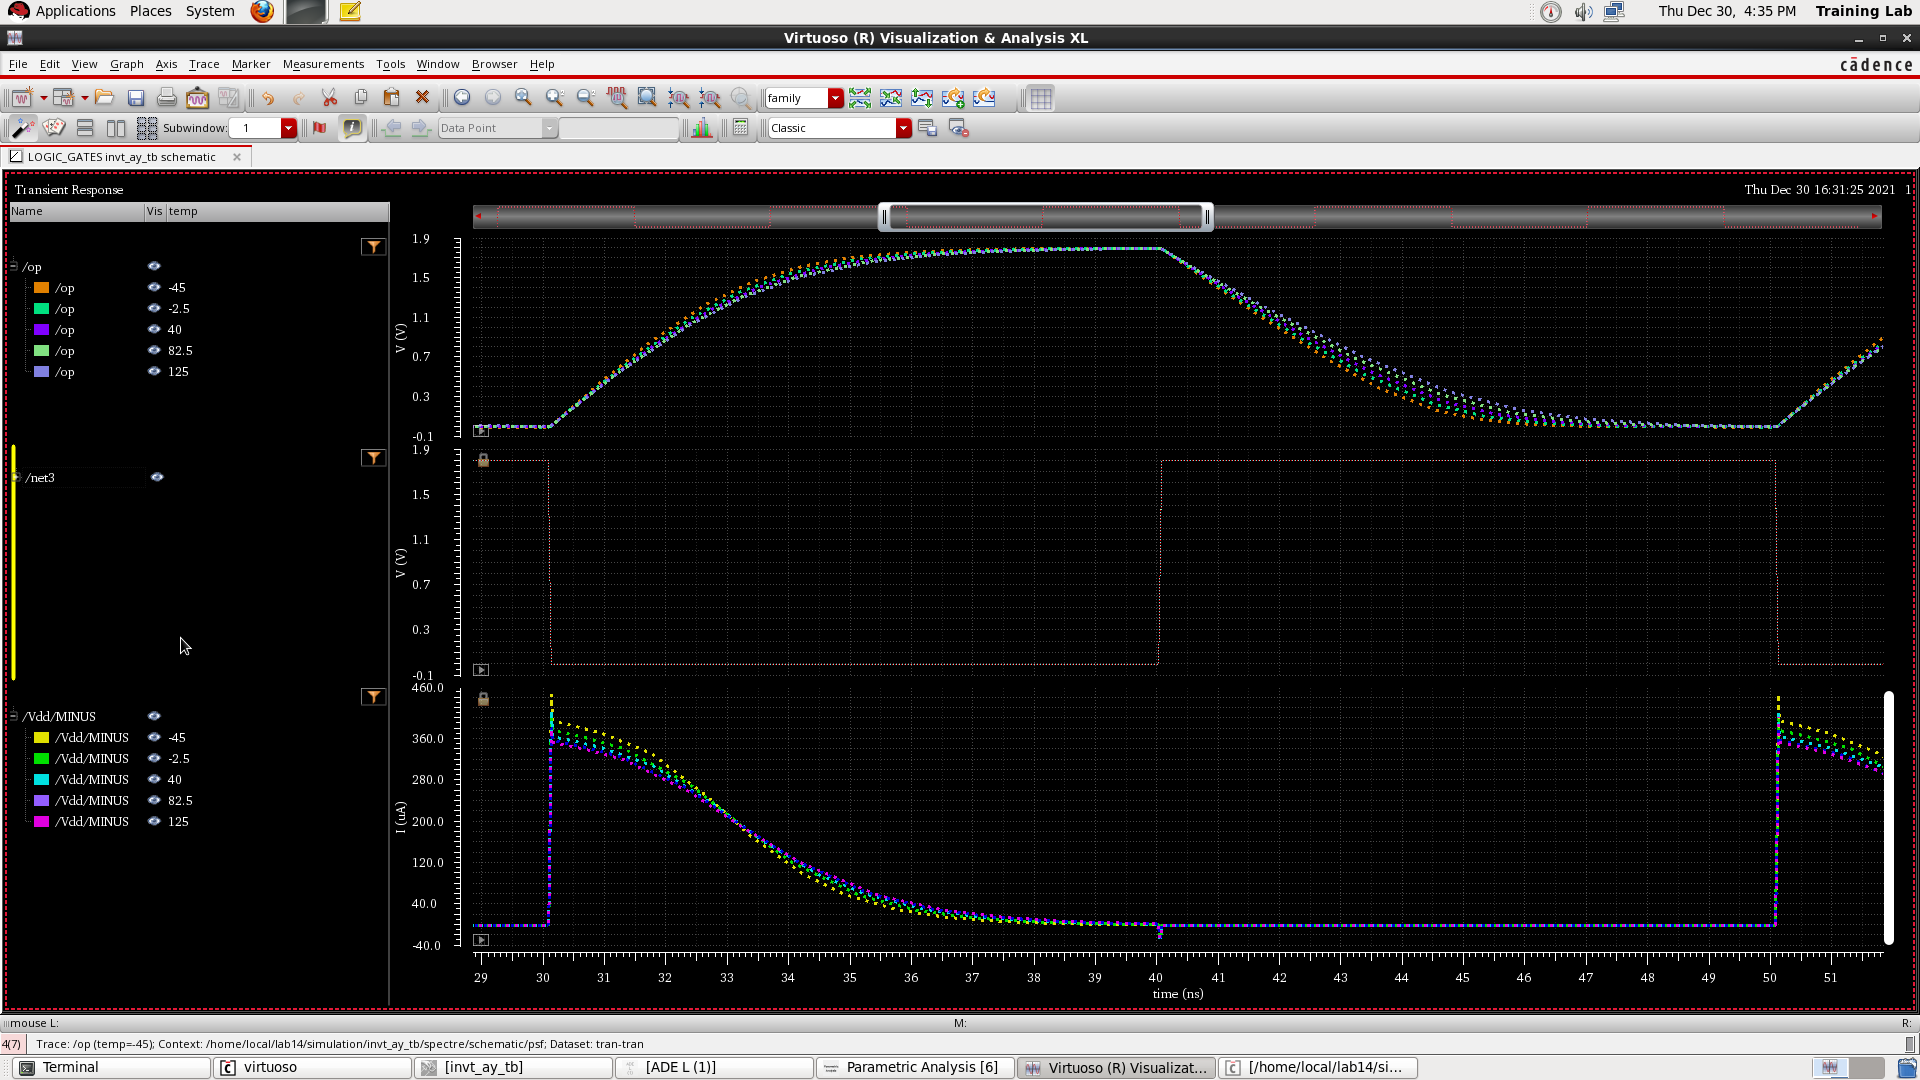 Applications Places System Thu Dec 30, 4:35 PM Training Lab
Virtuoso (R) Visualization & Analysis XL
File Edit View Graph Axis Trace Marker Measurements Tools Window Browser Help cādence
family
Subwindow: 1 Data Point Classic
LOGIC_GATES invt_ay_tb schematic
Transient Response Thu Dec 30 16:31:25 2021 1
Name Vis temp
/op
/op -45
/op -2.5
/op 40
/op 82.5
/op 125
1.9
1.5
1.1
0.7
0.3
-0.1
V (V)
/net3
1.9
1.5
1.1
0.7
0.3
-0.1
V (V)
/Vdd/MINUS
/Vdd/MINUS -45
/Vdd/MINUS -2.5
/Vdd/MINUS 40
/Vdd/MINUS 82.5
/Vdd/MINUS 125
460.0
360.0
280.0
200.0
120.0
40.0
-40.0
I (uA)
29 30 31 32 33 34 35 36 37 38 39 40 41 42 43 44 45 46 47 48 49 50 51
time (ns)
mouse L: M: R:
4(7) Trace: /op (temp=-45); Context: /home/local/lab14/simulation/invt_ay_tb/spectre/schematic/psf; Dataset: tran-tran
Terminal virtuoso [invt_ay_tb] [ADE L (1)] Parametric Analysis [6] Virtuoso (R) Visualizat... [/home/local/lab14/si...